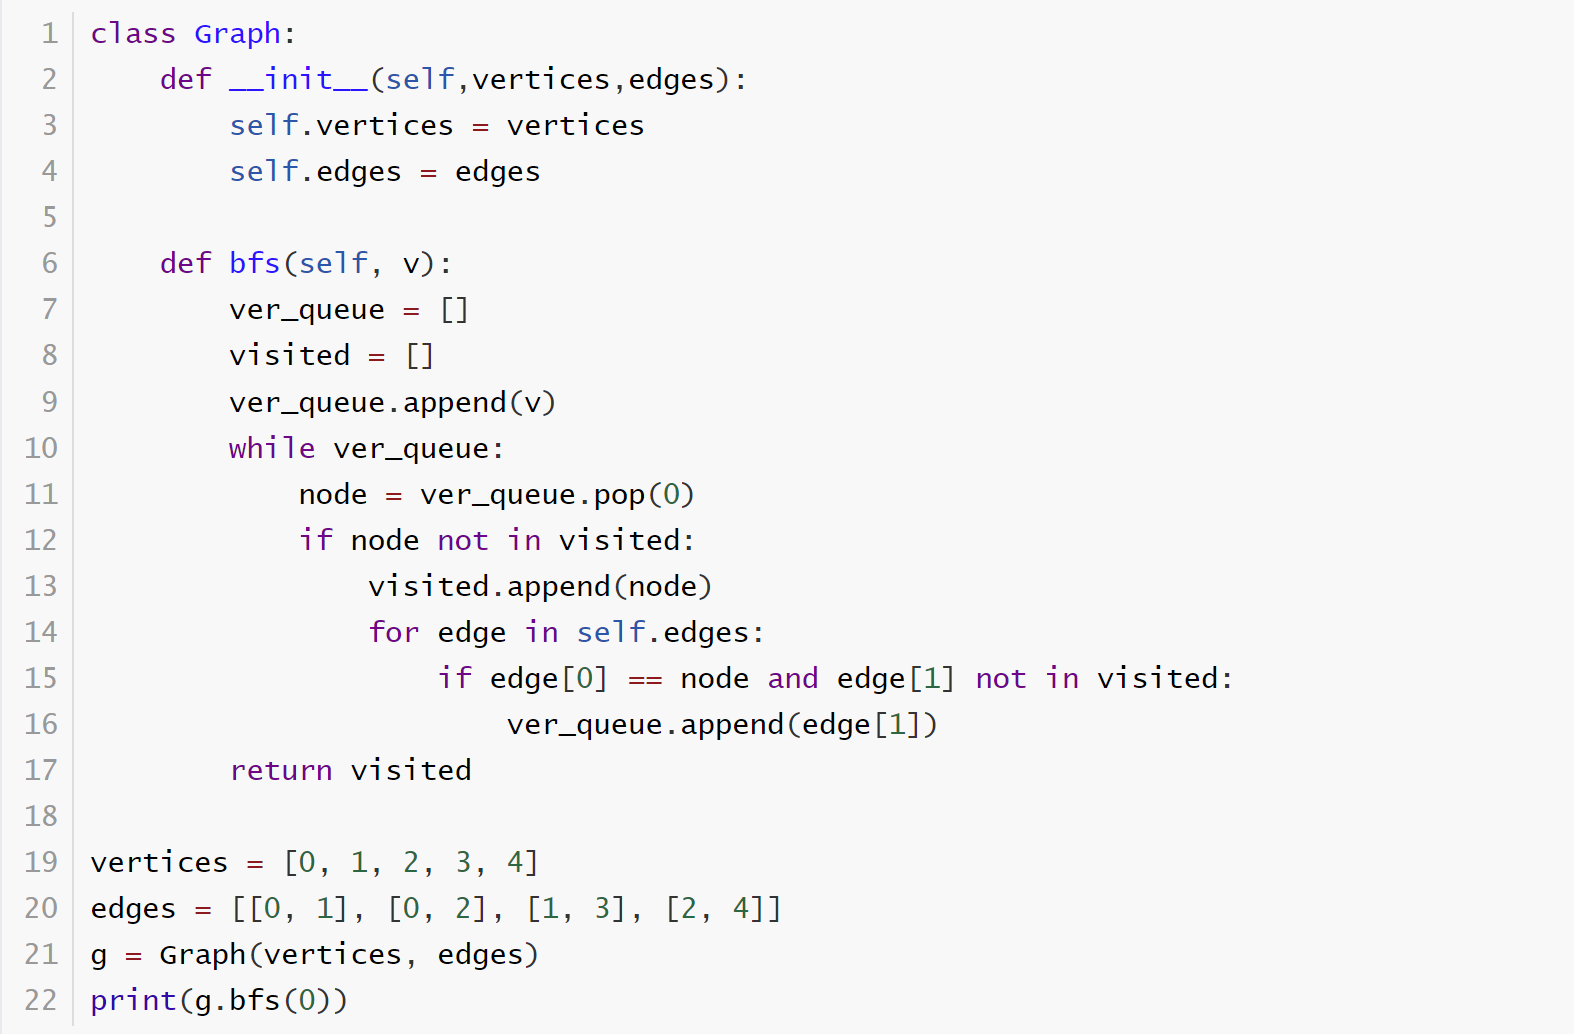 1 class Graph:
2     def __init__(self,vertices,edges):
3         self.vertices = vertices
4         self.edges = edges
5
6     def bfs(self, v):
7         ver_queue = []
8         visited = []
9         ver_queue.append(v)
10         while ver_queue:
11             node = ver_queue.pop(0)
12             if node not in visited:
13                 visited.append(node)
14                 for edge in self.edges:
15                     if edge[0] == node and edge[1] not in visited:
16                         ver_queue.append(edge[1])
17         return visited
18
19 vertices = [0, 1, 2, 3, 4]
20 edges = [[0, 1], [0, 2], [1, 3], [2, 4]]
21 g = Graph(vertices, edges)
22 print(g.bfs(0))